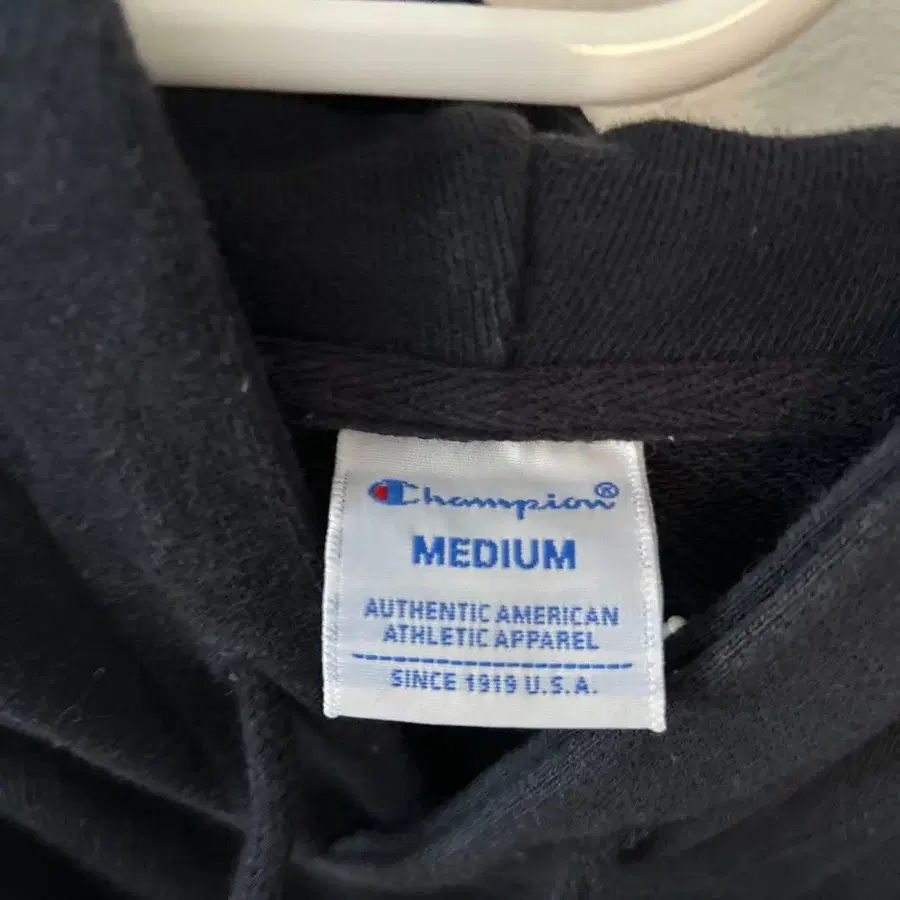 Champion®
MEDIUM
AUTHENTIC AMERICAN
ATHLETIC APPAREL
SINCE 1919 U.S.A.